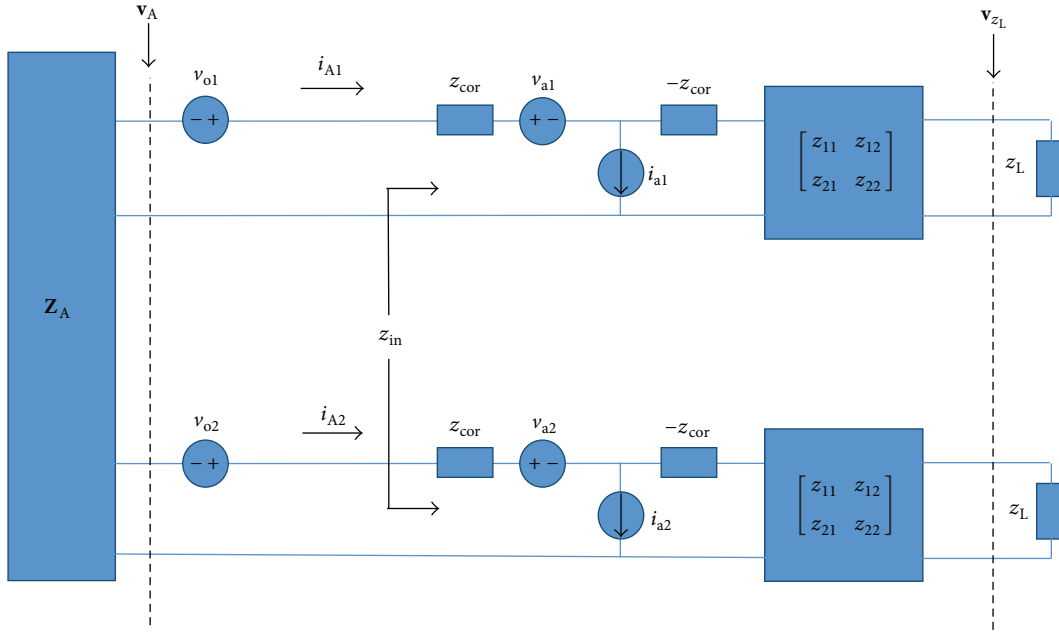 v_A
v_{z_L}
v_{o1}
i_{A1}
z_{cor}
v_{a1}
−z_{cor}
− +
+ −
i_{a1}
[z_{11} z_{12}
z_{21} z_{22}]
z_L
Z_A
z_{in}
v_{o2}
i_{A2}
z_{cor}
v_{a2}
−z_{cor}
− +
+ −
i_{a2}
[z_{11} z_{12}
z_{21} z_{22}]
z_L